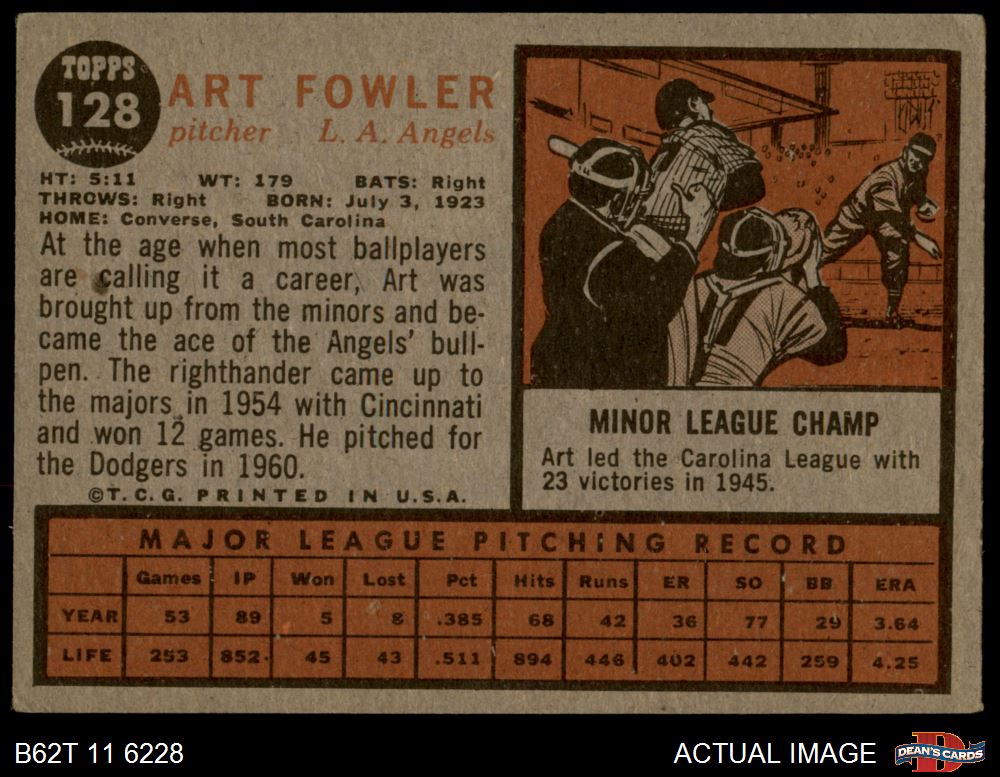 TOPPS
128
ART FOWLER
pitcher L. A. Angels
HT: 5:11 WT: 179 BATS: Right
THROWS: Right BORN: July 3, 1923
HOME: Converse, South Carolina
At the age when most ballplayers
are calling it a career, Art was
brought up from the minors and be-
came the ace of the Angels' bull-
pen. The righthander came up to
the majors in 1954 with Cincinnati
and won 12 games. He pitched for
the Dodgers in 1960.
©T.C.G. PRINTED IN U.S.A.
MINOR LEAGUE CHAMP
Art led the Carolina League with
23 victories in 1945.
MAJOR LEAGUE PITCHING RECORD
Games IP Won Lost Pct Hits Runs ER SO BB ERA
YEAR 53 89 5 8 .385 68 42 36 77 29 3.64
LIFE 253 852 45 43 .511 894 446 402 442 259 4.25
B62T 11 6228
ACTUAL IMAGE
D
DEAN'S CARDS